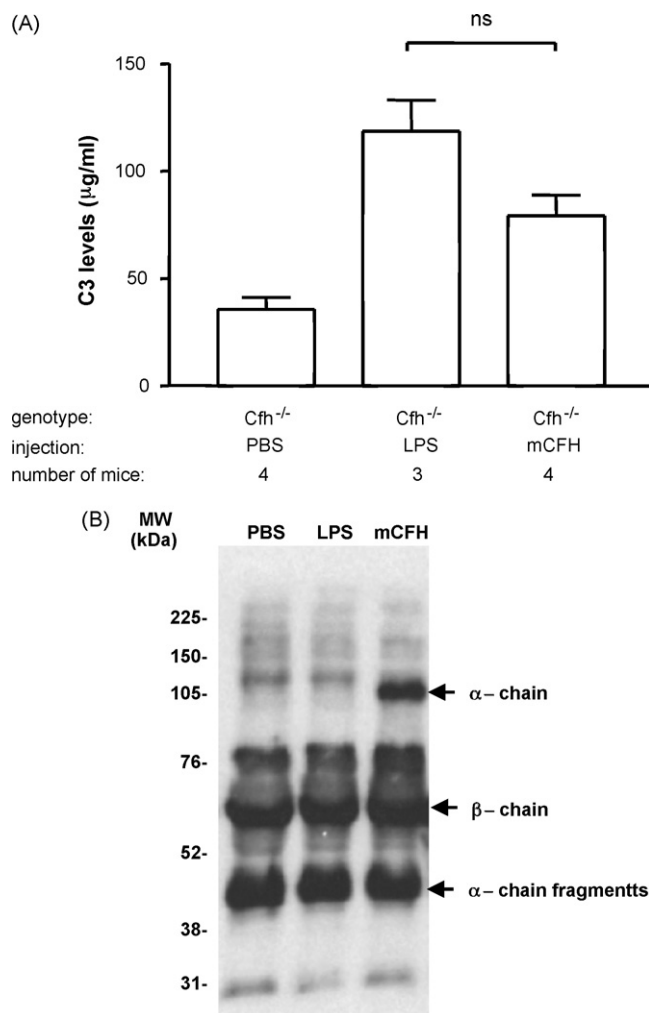 (A)
ns
150
100
50
0
C3 levels (μg/ml)
genotype: Cfh-/- Cfh-/- Cfh-/-
injection: PBS LPS mCFH
number of mice: 4 3 4
(B) MW (kDa) PBS LPS mCFH
225-
150-
105- α– chain
76-
β– chain
52-
α– chain fragmentts
38-
31-